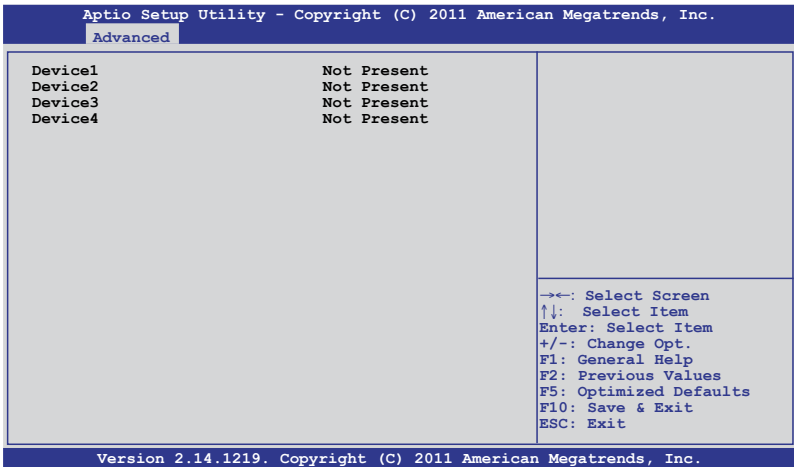 Aptio Setup Utility - Copyright (C) 2011 American Megatrends, Inc.
Advanced
Device1 Not Present
Device2 Not Present
Device3 Not Present
Device4 Not Present
→←: Select Screen
↑↓: Select Item
Enter: Select Item
+/-: Change Opt.
F1: General Help
F2: Previous Values
F5: Optimized Defaults
F10: Save & Exit
ESC: Exit
Version 2.14.1219. Copyright (C) 2011 American Megatrends, Inc.